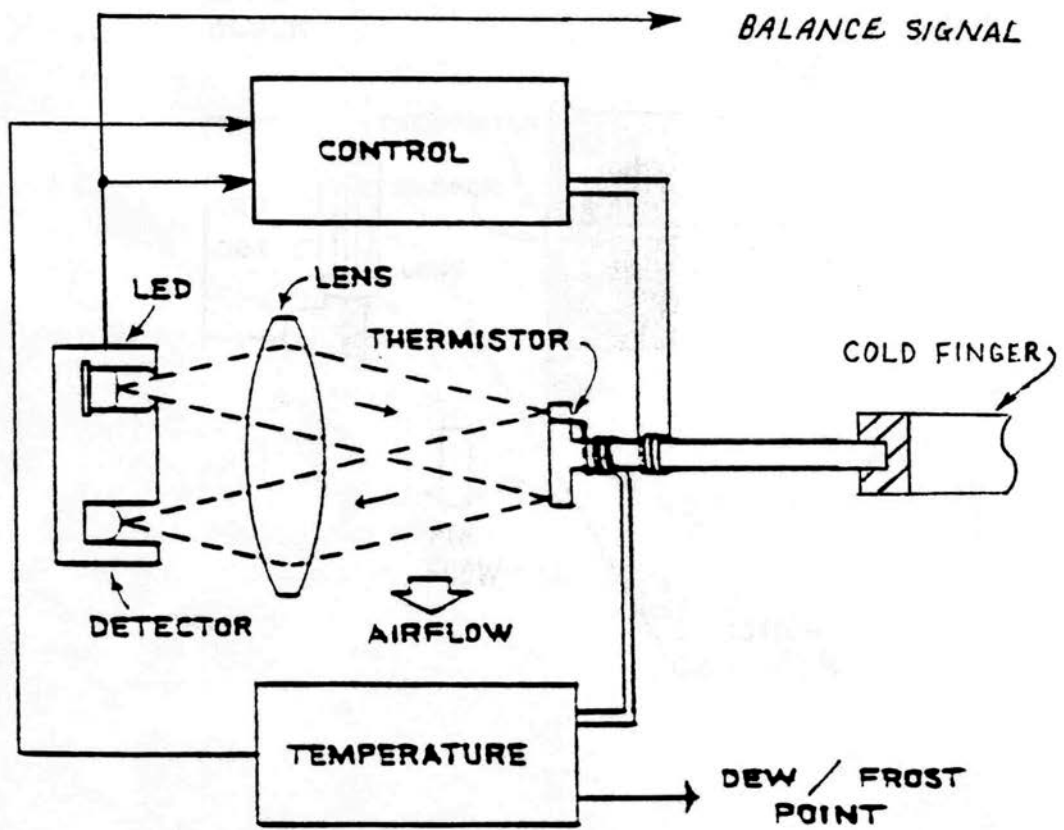 BALANCE SIGNAL
CONTROL
LED
LENS
THERMISTOR
COLD FINGER
DETECTOR
AIRFLOW
TEMPERATURE
DEW / FROST
POINT